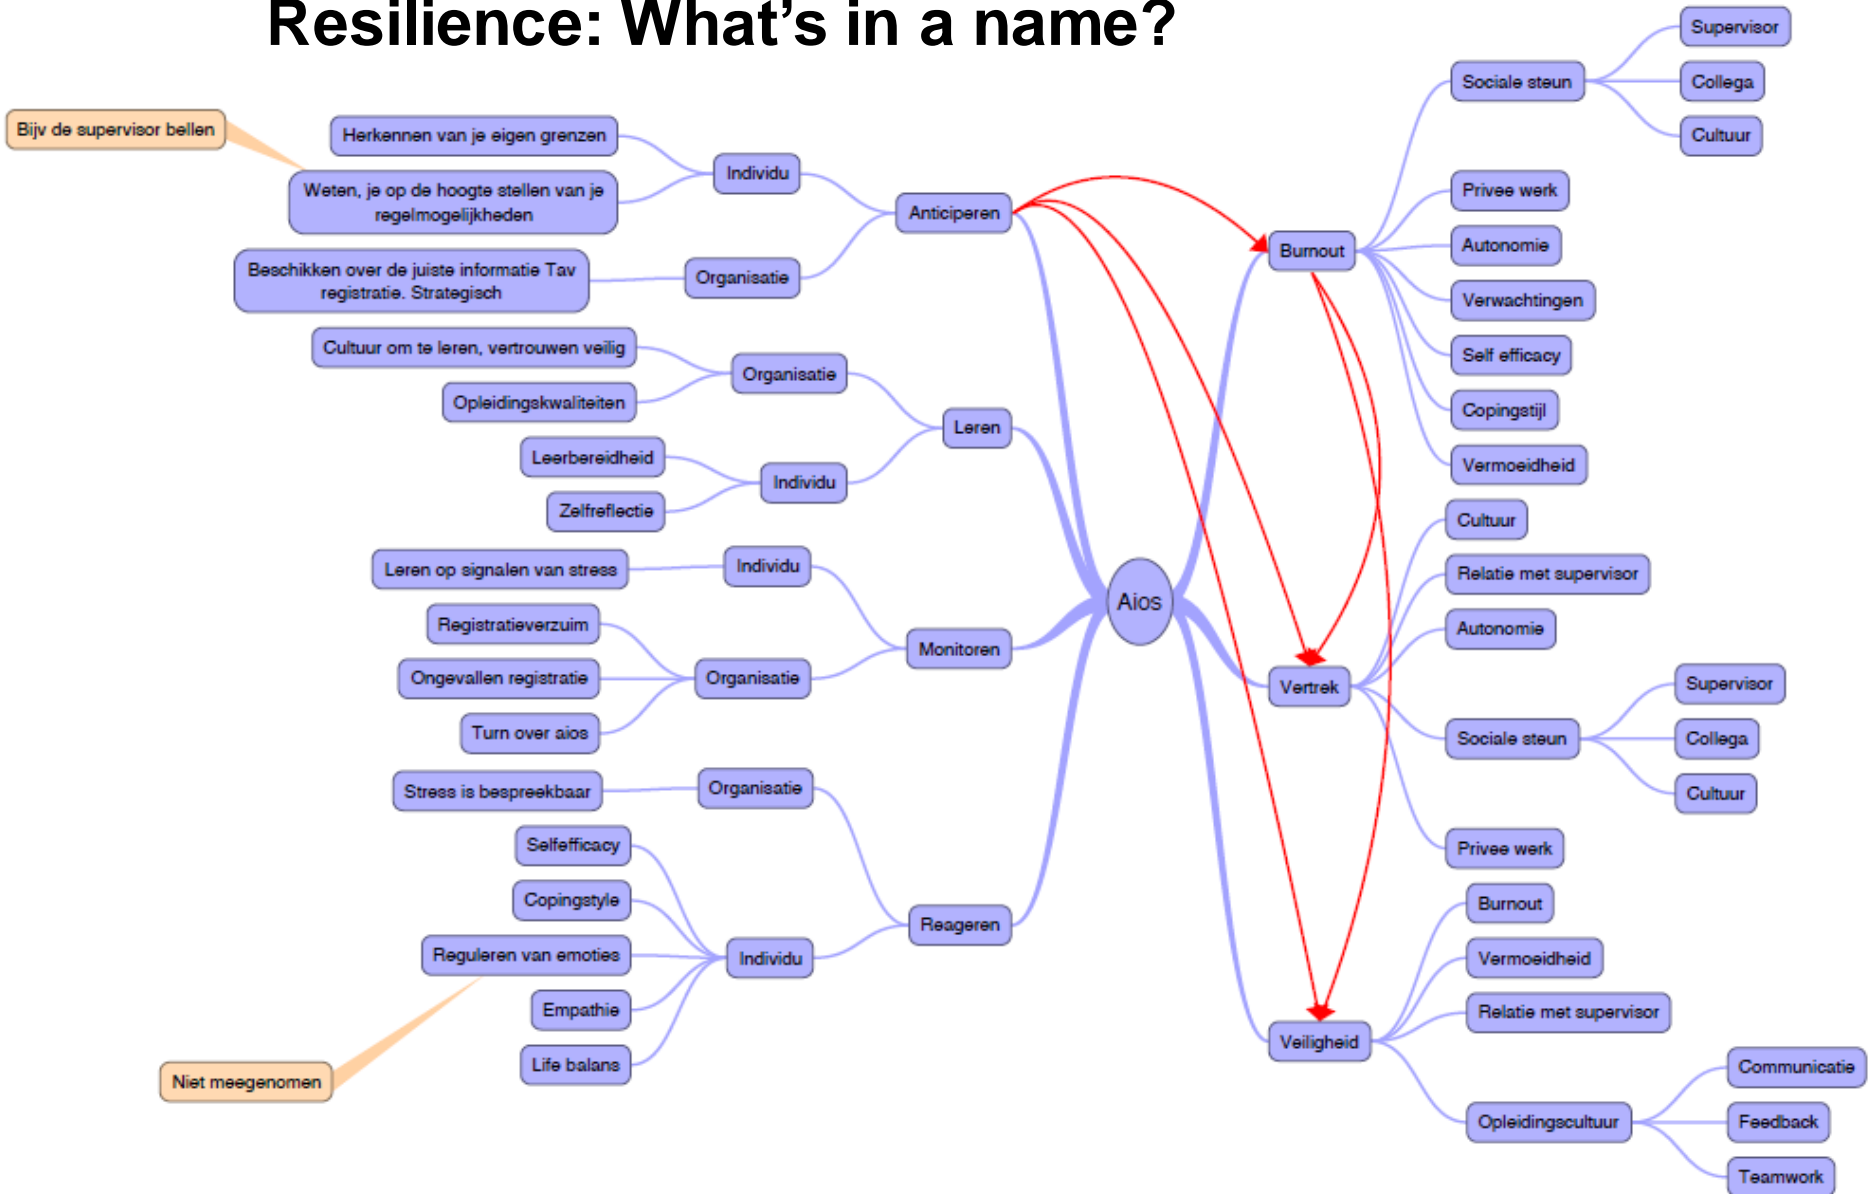 Resilience: What's in a name?
Bijv de supervisor bellen
Herkennen van je eigen grenzen
Weten, je op de hoogte stellen van je
regelmogelijkheden
Individu
Beschikken over de juiste informatie Tav
registratie. Strategisch
Organisatie
Anticiperen
Cultuur om te leren, vertrouwen veilig
Opleidingskwaliteiten
Organisatie
Leerbereidheid
Zelfreflectie
Individu
Leren
Leren op signalen van stress
Individu
Registratieverzuim
Ongevallen registratie
Turn over aios
Organisatie
Monitoren
Stress is bespreekbaar
Organisatie
Selfefficacy
Copingstyle
Reguleren van emoties
Empathie
Life balans
Individu
Reageren
Niet meegenomen
Aios
Burnout
Sociale steun
Supervisor
Collega
Cultuur
Privee werk
Autonomie
Verwachtingen
Self efficacy
Copingstijl
Vermoeidheid
Vertrek
Cultuur
Relatie met supervisor
Autonomie
Sociale steun
Supervisor
Collega
Cultuur
Privee werk
Veiligheid
Burnout
Vermoeidheid
Relatie met supervisor
Opleidingscultuur
Communicatie
Feedback
Teamwork